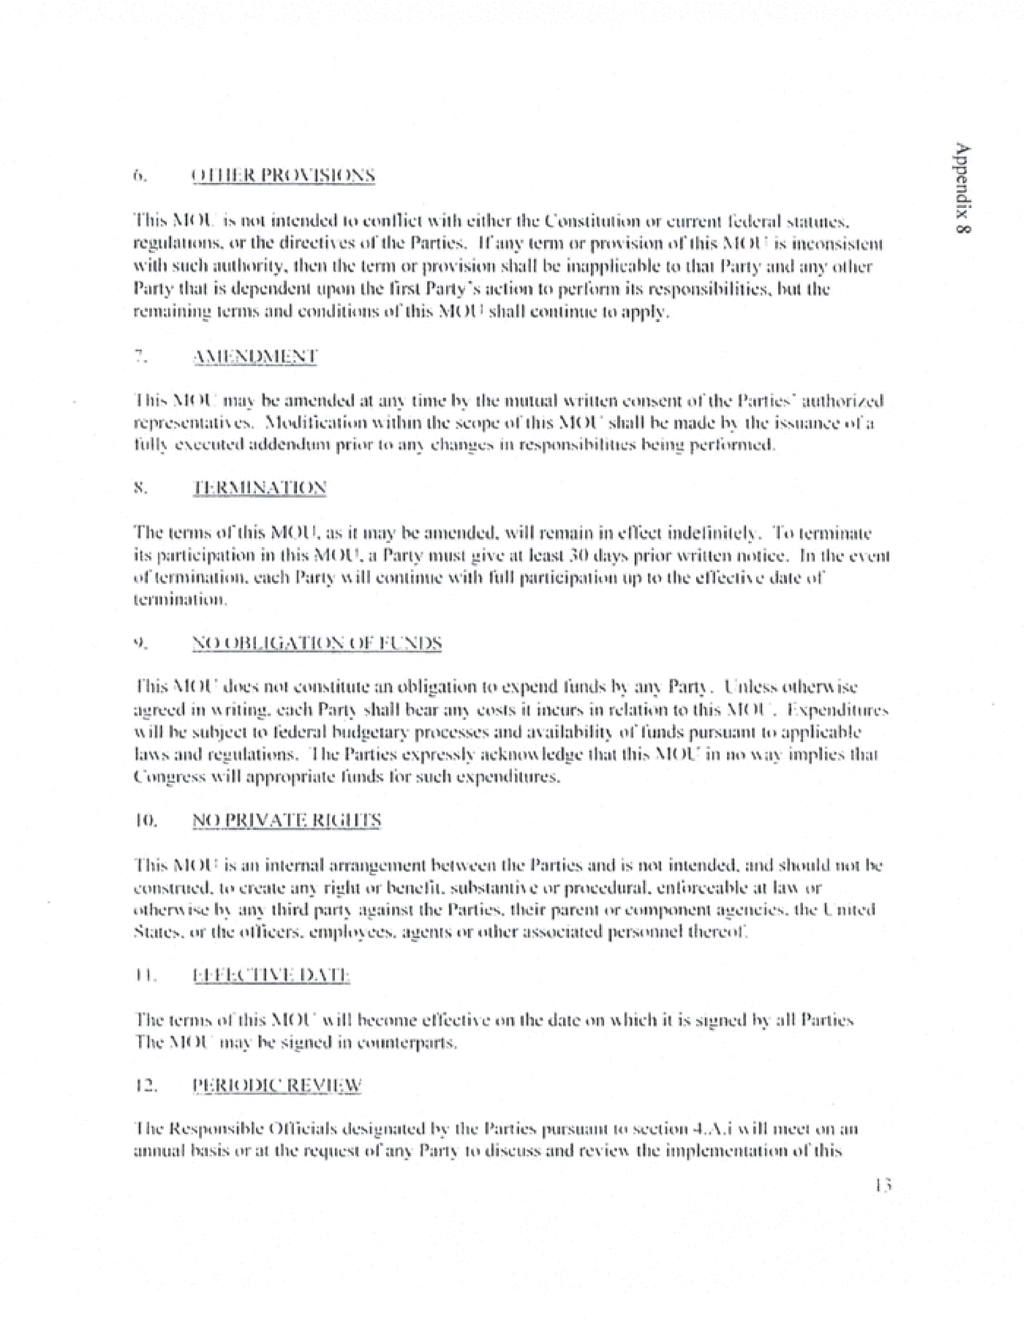 Appendix 8
6. OTHER PROVISIONS
This MOU is not intended to conflict with either the Constitution or current federal statutes,
regulations, or the directives of the Parties. If any term or provision of this MOU is inconsistent
with such authority, then the term or provision shall be inapplicable to that Party and any other
Party that is dependent upon the first Party's action to perform its responsibilities, but the
remaining terms and conditions of this MOU shall continue to apply.
7. AMENDMENT
This MOU may be amended at any time by the mutual written consent of the Parties' authorized
representatives. Modification within the scope of this MOU shall be made by the issuance of a
fully executed addendum prior to any changes in responsibilities being performed.
8. TERMINATION
The terms of this MOU, as it may be amended, will remain in effect indefinitely. To terminate
its participation in this MOU, a Party must give at least 30 days prior written notice. In the event
of termination, each Party will continue with full participation up to the effective date of
termination.
9. NO OBLIGATION OF FUNDS
This MOU does not constitute an obligation to expend funds by any Party. Unless otherwise
agreed in writing, each Party shall bear any costs it incurs in relation to this MOU. Expenditures
will be subject to federal budgetary processes and availability of funds pursuant to applicable
laws and regulations. The Parties expressly acknowledge that this MOU in no way implies that
Congress will appropriate funds for such expenditures.
10. NO PRIVATE RIGHTS
This MOU is an internal arrangement between the Parties and is not intended, and should not be
construed, to create any right or benefit, substantive or procedural, enforceable at law or
otherwise by any third party against the Parties, their parent or component agencies, the United
States, or the officers, employees, agents or other associated personnel thereof.
11. EFFECTIVE DATE
The terms of this MOU will become effective on the date on which it is signed by all Parties
The MOU may be signed in counterparts.
12. PERIODIC REVIEW
The Responsible Officials designated by the Parties pursuant to section 4.A.i will meet on an
annual basis or at the request of any Party to discuss and review the implementation of this
13